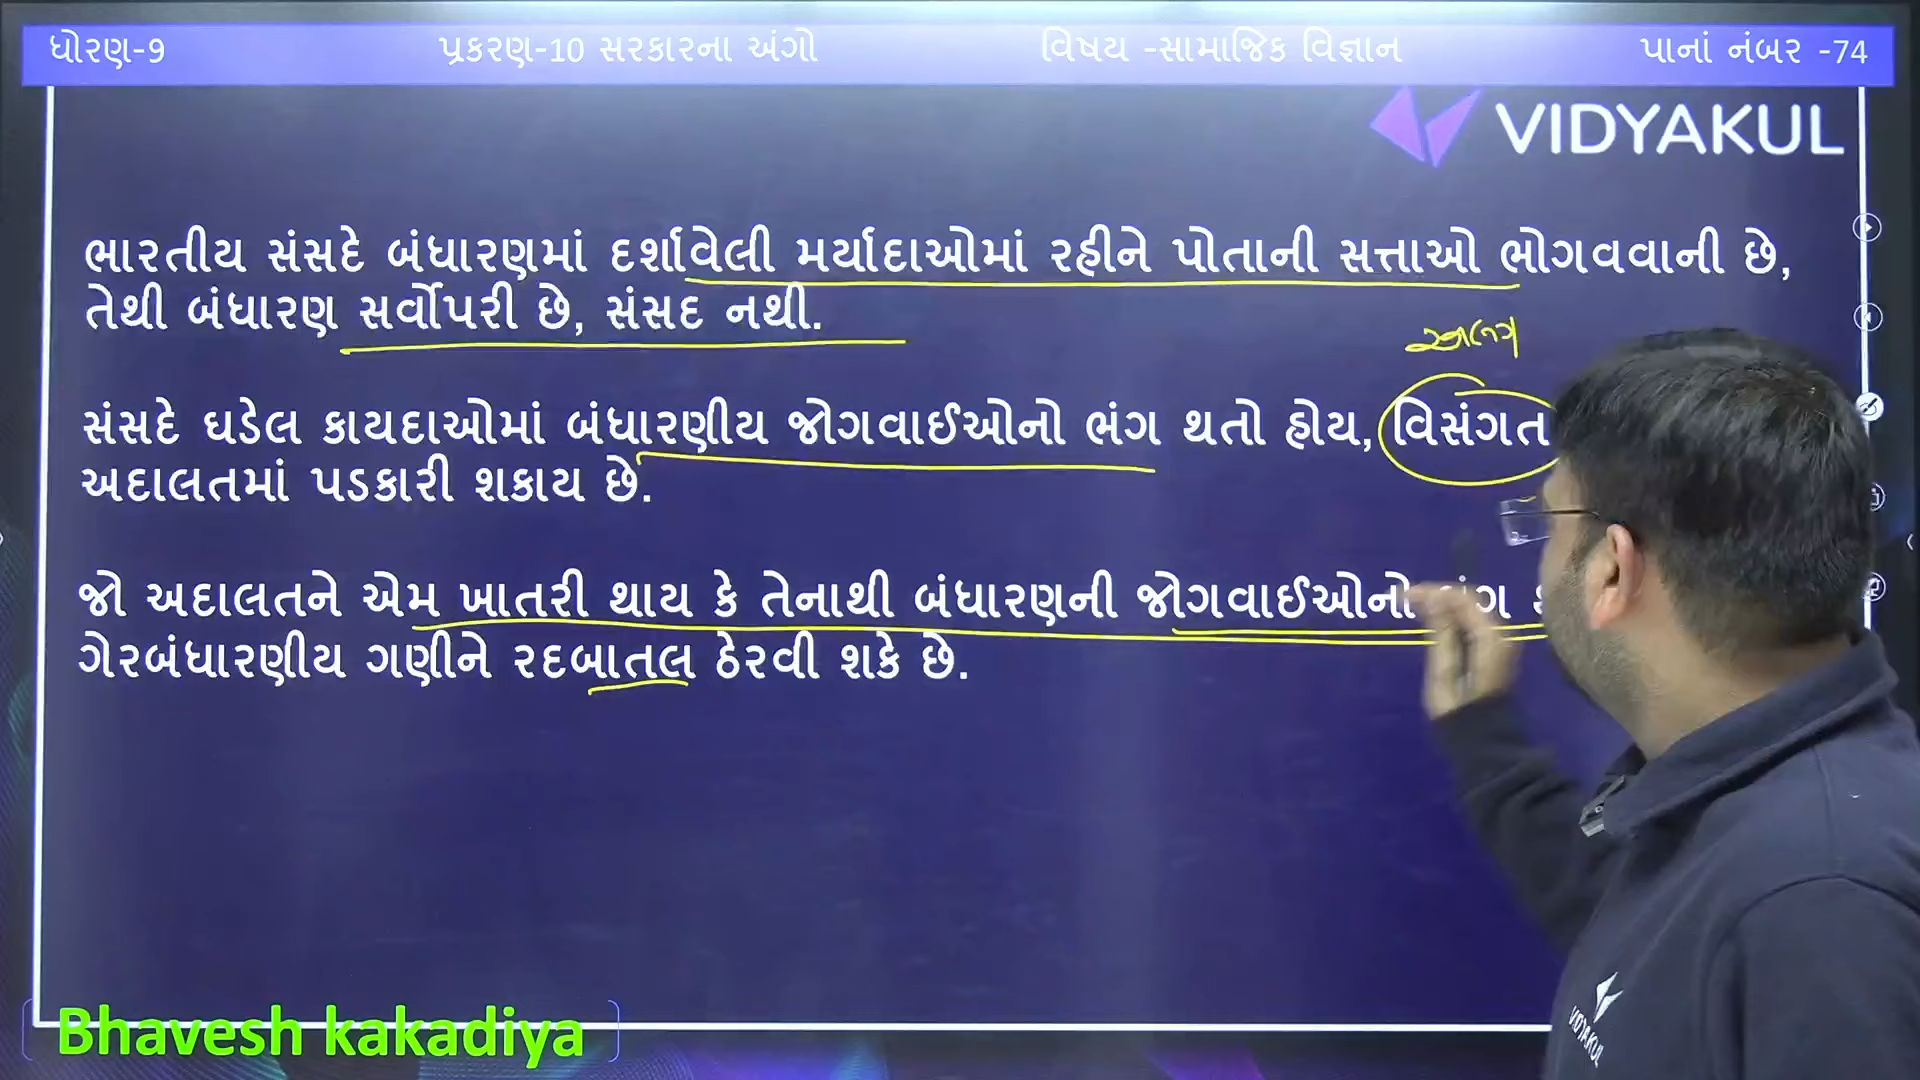 ધોરણ-9 પ્રકરણ-10 સરકારના અંગો વિષય -સામાજિક વિજ્ઞાન પાનાં નંબર -74
VIDYAKUL
ભારતીય સંસદે બંધારણમાં દર્શાવેલી મર્યાદાઓમાં રહીને પોતાની સત્તાઓ ભોગવવાની છે,
તેથી બંધારણ સર્વોપરી છે, સંસદ નથી.
અલગ
સંસદે ઘડેલ કાયદાઓમાં બંધારણીય જોગવાઈઓનો ભંગ થતો હોય, વિસંગત
અદાલતમાં પડકારી શકાય છે.
જો અદાલતને એમ ખાતરી થાય કે તેનાથી બંધારણની જોગવાઈઓનો
ગેરબંધારણીય ગણીને રદબાતલ ઠેરવી શકે છે.
Bhavesh kakadiya
VIDYAKUL